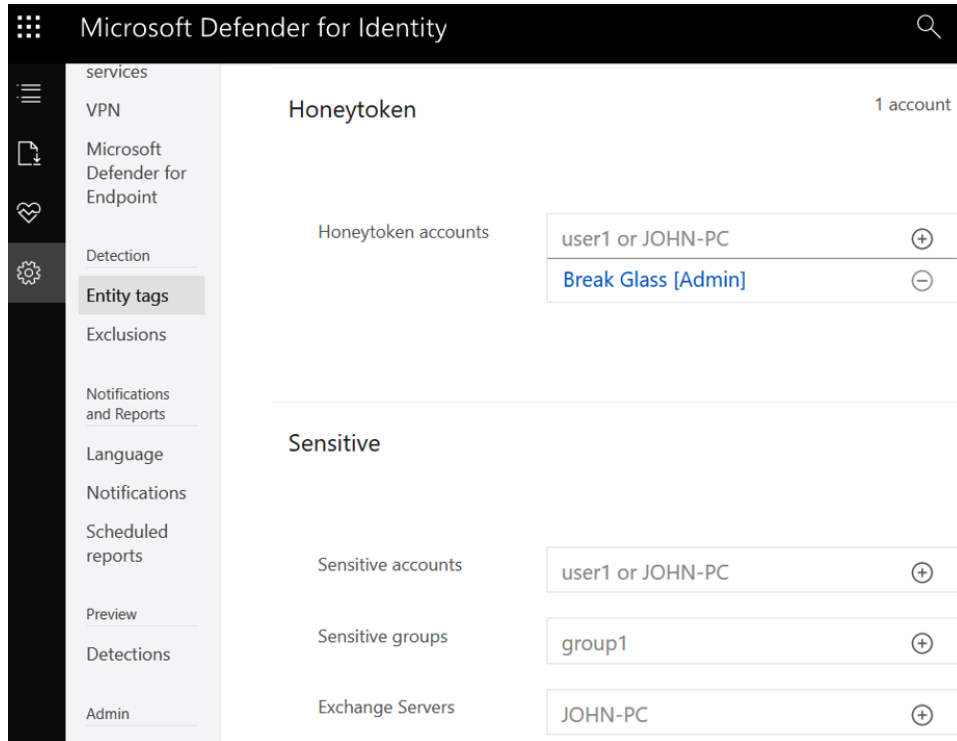 Microsoft Defender for Identity
services
VPN
Microsoft
Defender for
Endpoint
Detection
Entity tags
Exclusions
Notifications
and Reports
Language
Notifications
Scheduled
reports
Preview
Detections
Admin
Honeytoken
1 account
Honeytoken accounts
user1 or JOHN-PC
Break Glass [Admin]
Sensitive
Sensitive accounts
user1 or JOHN-PC
Sensitive groups
group1
Exchange Servers
JOHN-PC